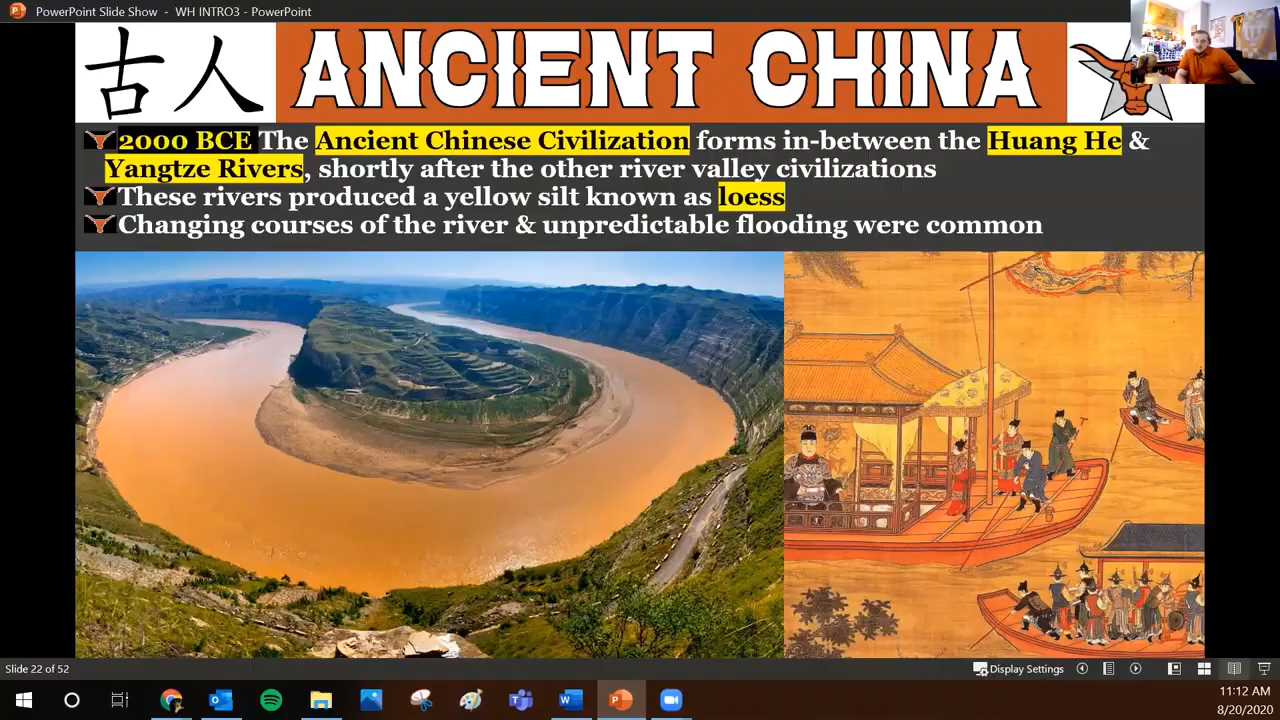 PowerPoint Slide Show - WH INTRO3 - PowerPoint
古人
ANCIENT CHINA
2000 BCE The Ancient Chinese Civilization forms in-between the Huang He &
Yangtze Rivers, shortly after the other river valley civilizations
These rivers produced a yellow silt known as loess
Changing courses of the river & unpredictable flooding were common
Slide 22 of 52
Display Settings
11:12 AM
8/20/2020